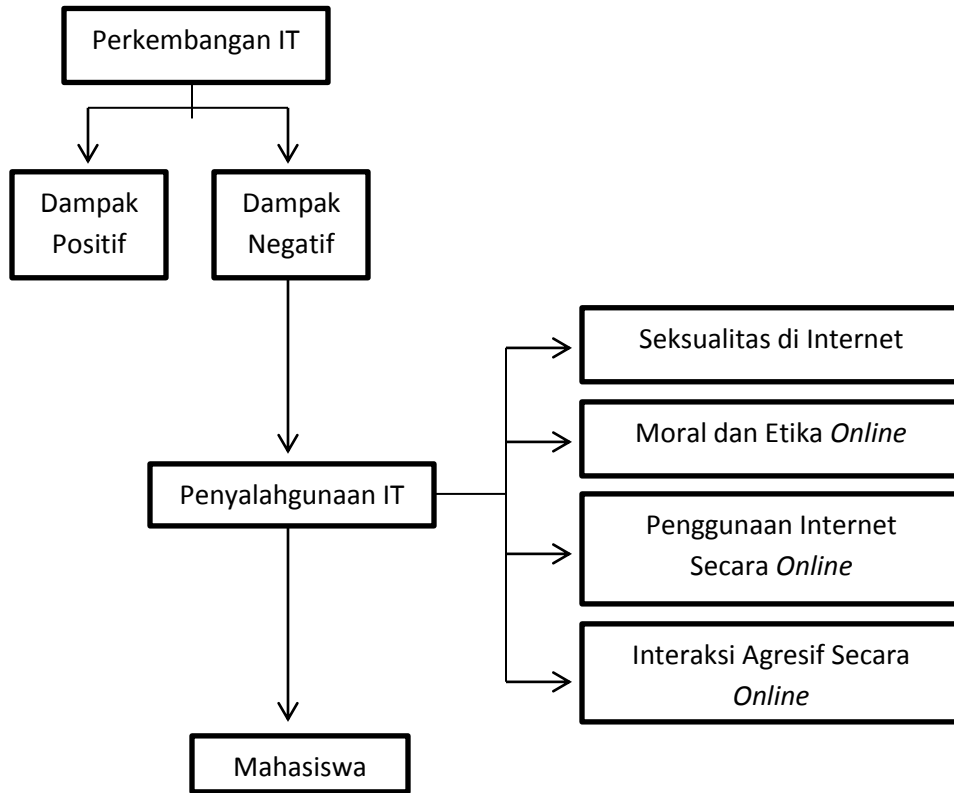 Perkembangan IT
Dampak
Positif
Dampak
Negatif
Seksualitas di Internet
Moral dan Etika Online
Penyalahgunaan IT
Penggunaan Internet
Secara Online
Interaksi Agresif Secara
Online
Mahasiswa